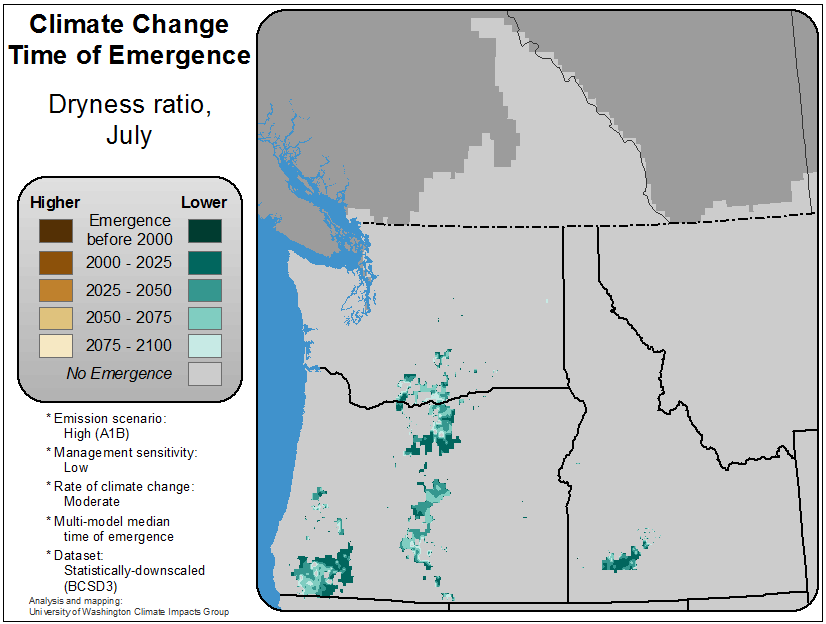 Climate Change
Time of Emergence
Dryness ratio,
July
Higher Lower
Emergence
before 2000
2000 - 2025
2025 - 2050
2050 - 2075
2075 - 2100
No Emergence
* Emission scenario:
High (A1B)
* Management sensitivity:
Low
* Rate of climate change:
Moderate
* Multi-model median
time of emergence
* Dataset:
Statistically-downscaled
(BCSD3)
Analysis and mapping:
University of Washington Climate Impacts Group